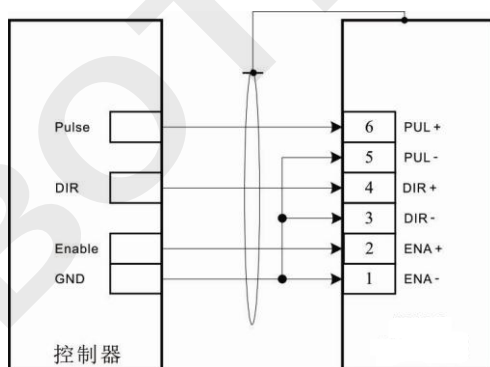 Pulse
DIR
Enable
GND
控制器
6 PUL+
5 PUL-
4 DIR+
3 DIR-
2 ENA+
1 ENA-
BOT